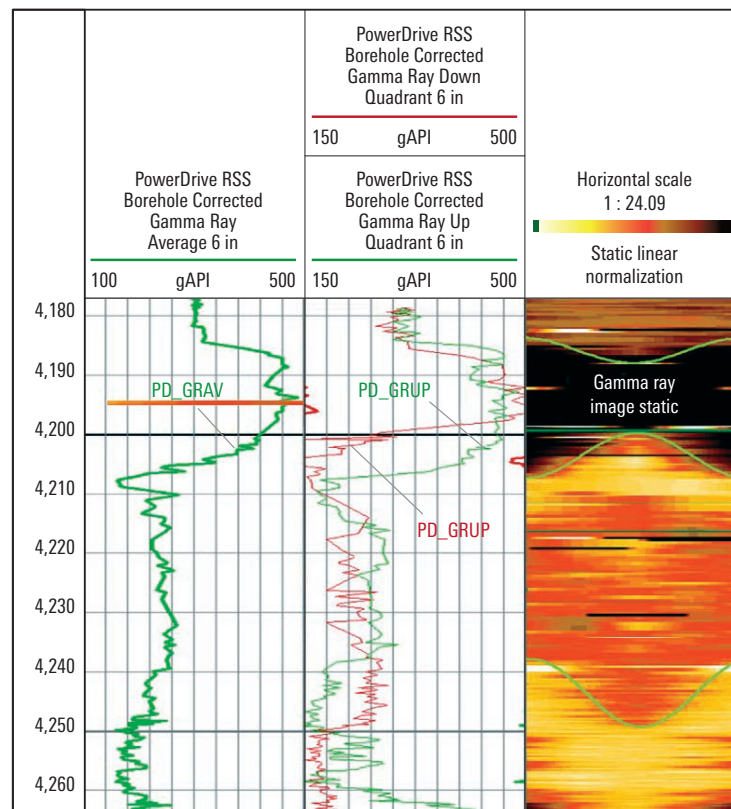 PowerDrive RSS
Borehole Corrected
Gamma Ray Down
Quadrant 6 in
150 gAPI 500
PowerDrive RSS
Borehole Corrected
Gamma Ray
Average 6 in
100 gAPI 500
PowerDrive RSS
Borehole Corrected
Gamma Ray Up
Quadrant 6 in
150 gAPI 500
Horizontal scale
1 : 24.09
Static linear
normalization
4,180
4,190
PD_GRAV
PD_GRUP
Gamma ray
image static
4,200
4,210
PD_GRUP
4,220
4,230
4,240
4,250
4,260